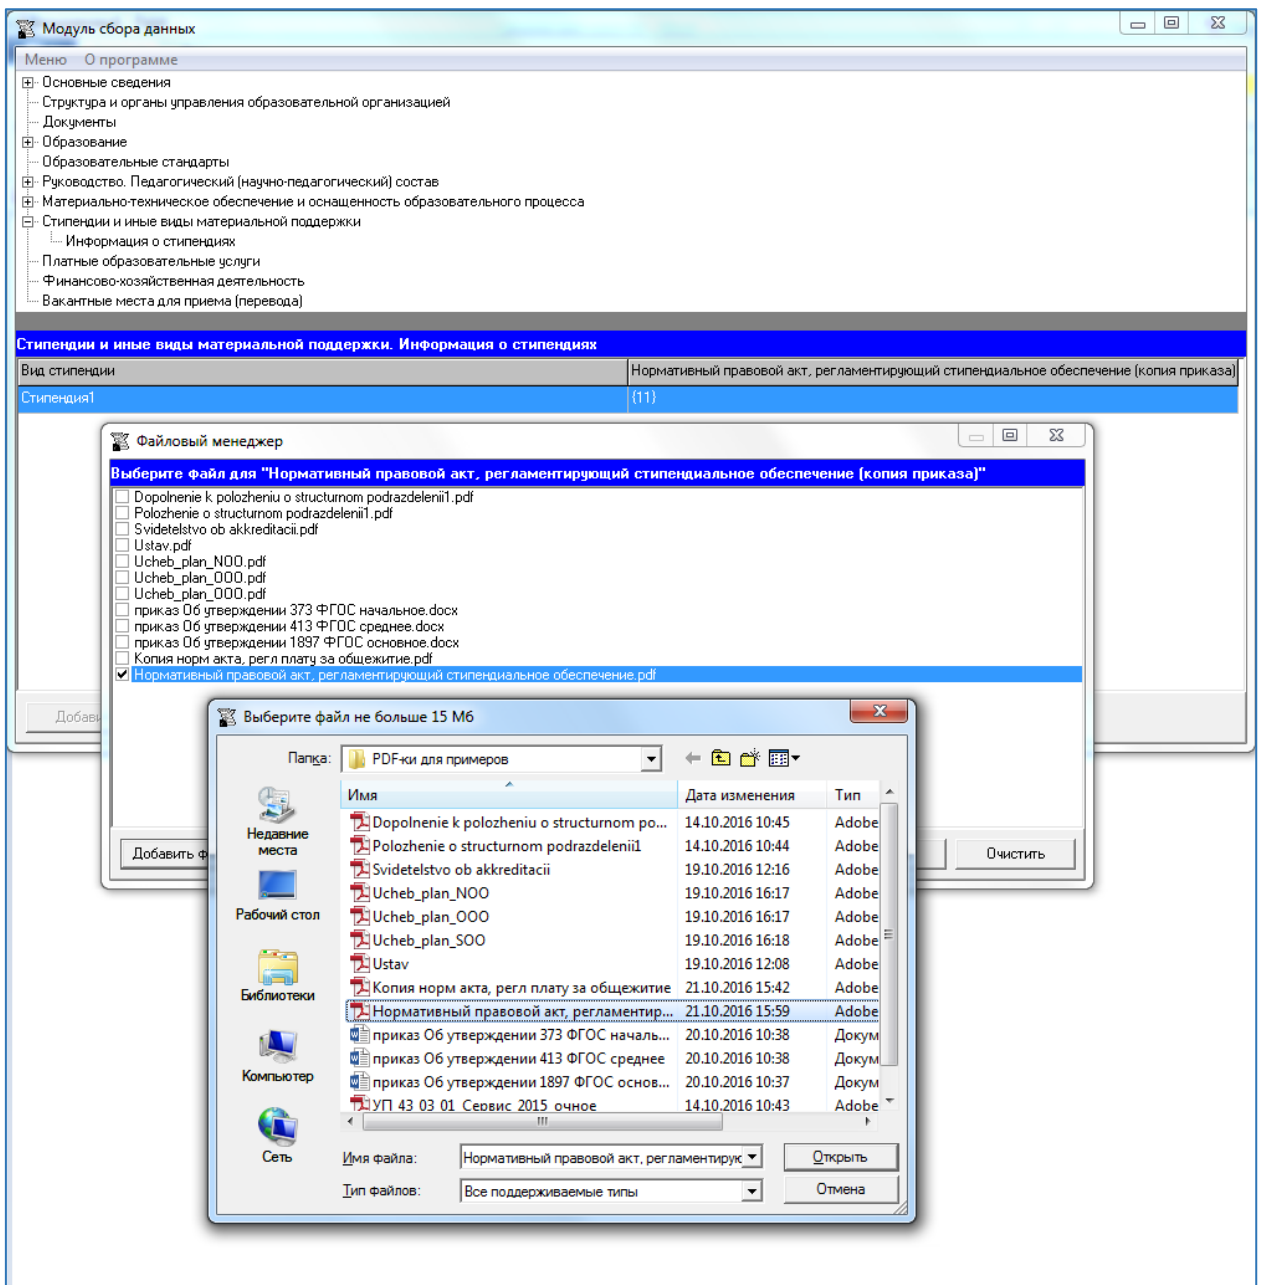 Модуль сбора данных
Меню О программе
Основные сведения
Структура и органы управления образовательной организацией
Документы
Образование
Образовательные стандарты
Руководство. Педагогический (научно-педагогический) состав
Материально-техническое обеспечение и оснащенность образовательного процесса
Стипендии и иные виды материальной поддержки
Информация о стипендиях
Платные образовательные услуги
Финансово-хозяйственная деятельность
Вакантные места для приема (перевода)
Стипендии и иные виды материальной поддержки. Информация о стипендиях
Вид стипендии Нормативный правовой акт, регламентирующий стипендиальное обеспечение (копия приказа)
Стипендия1 {11}
Файловый менеджер
Выберите файл для "Нормативный правовой акт, регламентирующий стипендиальное обеспечение (копия приказа)"
Dopolnenie k polozheniu o structurnom podrazdelenii1.pdf
Polozhenie o structurnom podrazdelenii1.pdf
Svidetelstvo ob akkreditacii.pdf
Ustav.pdf
Ucheb_plan_NOO.pdf
Ucheb_plan_OOO.pdf
Ucheb_plan_OOO.pdf
приказ Об утверждении 373 ФГОС начальное.docx
приказ Об утверждении 413 ФГОС среднее.docx
приказ Об утверждении 1897 ФГОС основное.docx
Копия норм акта, регл плату за общежитие.pdf
Нормативный правовой акт, регламентирующий стипендиальное обеспечение.pdf
Добави
Добавить ф
Очистить
Выберите файл не больше 15 Мб
Папка: PDF-ки для примеров
Имя Дата изменения Тип
Dopolnenie k polozheniu o structurnom po... 14.10.2016 10:45 Adobe
Polozhenie o structurnom podrazdelenii1 14.10.2016 10:44 Adobe
Svidetelstvo ob akkreditacii 19.10.2016 12:16 Adobe
Ucheb_plan_NOO 19.10.2016 16:17 Adobe
Ucheb_plan_OOO 19.10.2016 16:17 Adobe
Ucheb_plan_SOO 19.10.2016 16:18 Adobe
Ustav 19.10.2016 12:08 Adobe
Копия норм акта, регл плату за общежитие 21.10.2016 15:42 Adobe
Нормативный правовой акт, регламентир... 21.10.2016 15:59 Adobe
приказ Об утверждении 373 ФГОС началь... 20.10.2016 10:38 Докум
приказ Об утверждении 413 ФГОС среднее 20.10.2016 10:38 Докум
приказ Об утверждении 1897 ФГОС основ... 20.10.2016 10:37 Докум
УП 43 03 01 Сервис 2015 очное 14.10.2016 10:43 Adobe
Недавние
места
Рабочий стол
Библиотеки
Компьютер
Сеть
Имя файла: Нормативный правовой акт, регламентирую Открыть
Тип файлов: Все поддерживаемые типы Отмена